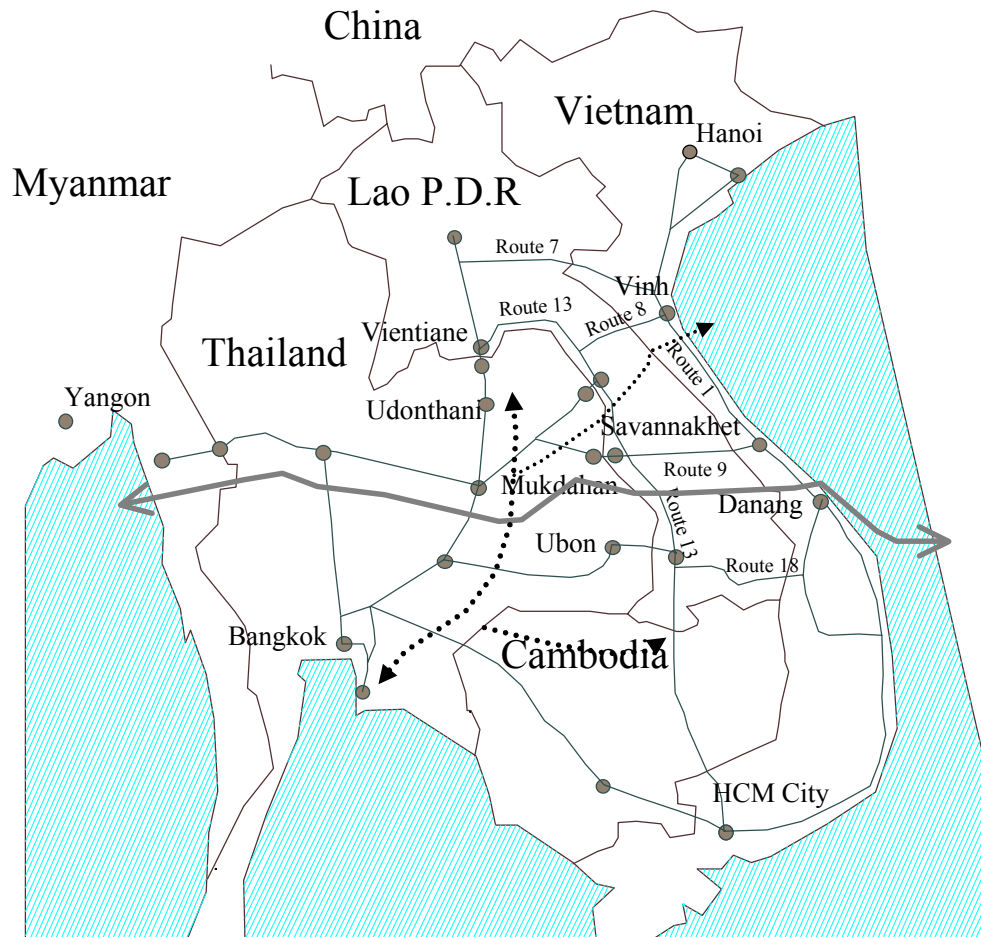 China
Vietnam
Hanoi
Myanmar
Lao P.D.R
Route 7
Vinh
Route 13
Route 8
Vientiane
Thailand
Route 1
Yangon
Udonthani
Savannakhet
Route 9
Mukdahan
Danang
Route 13
Ubon
Route 18
Bangkok
Cambodia
HCM City